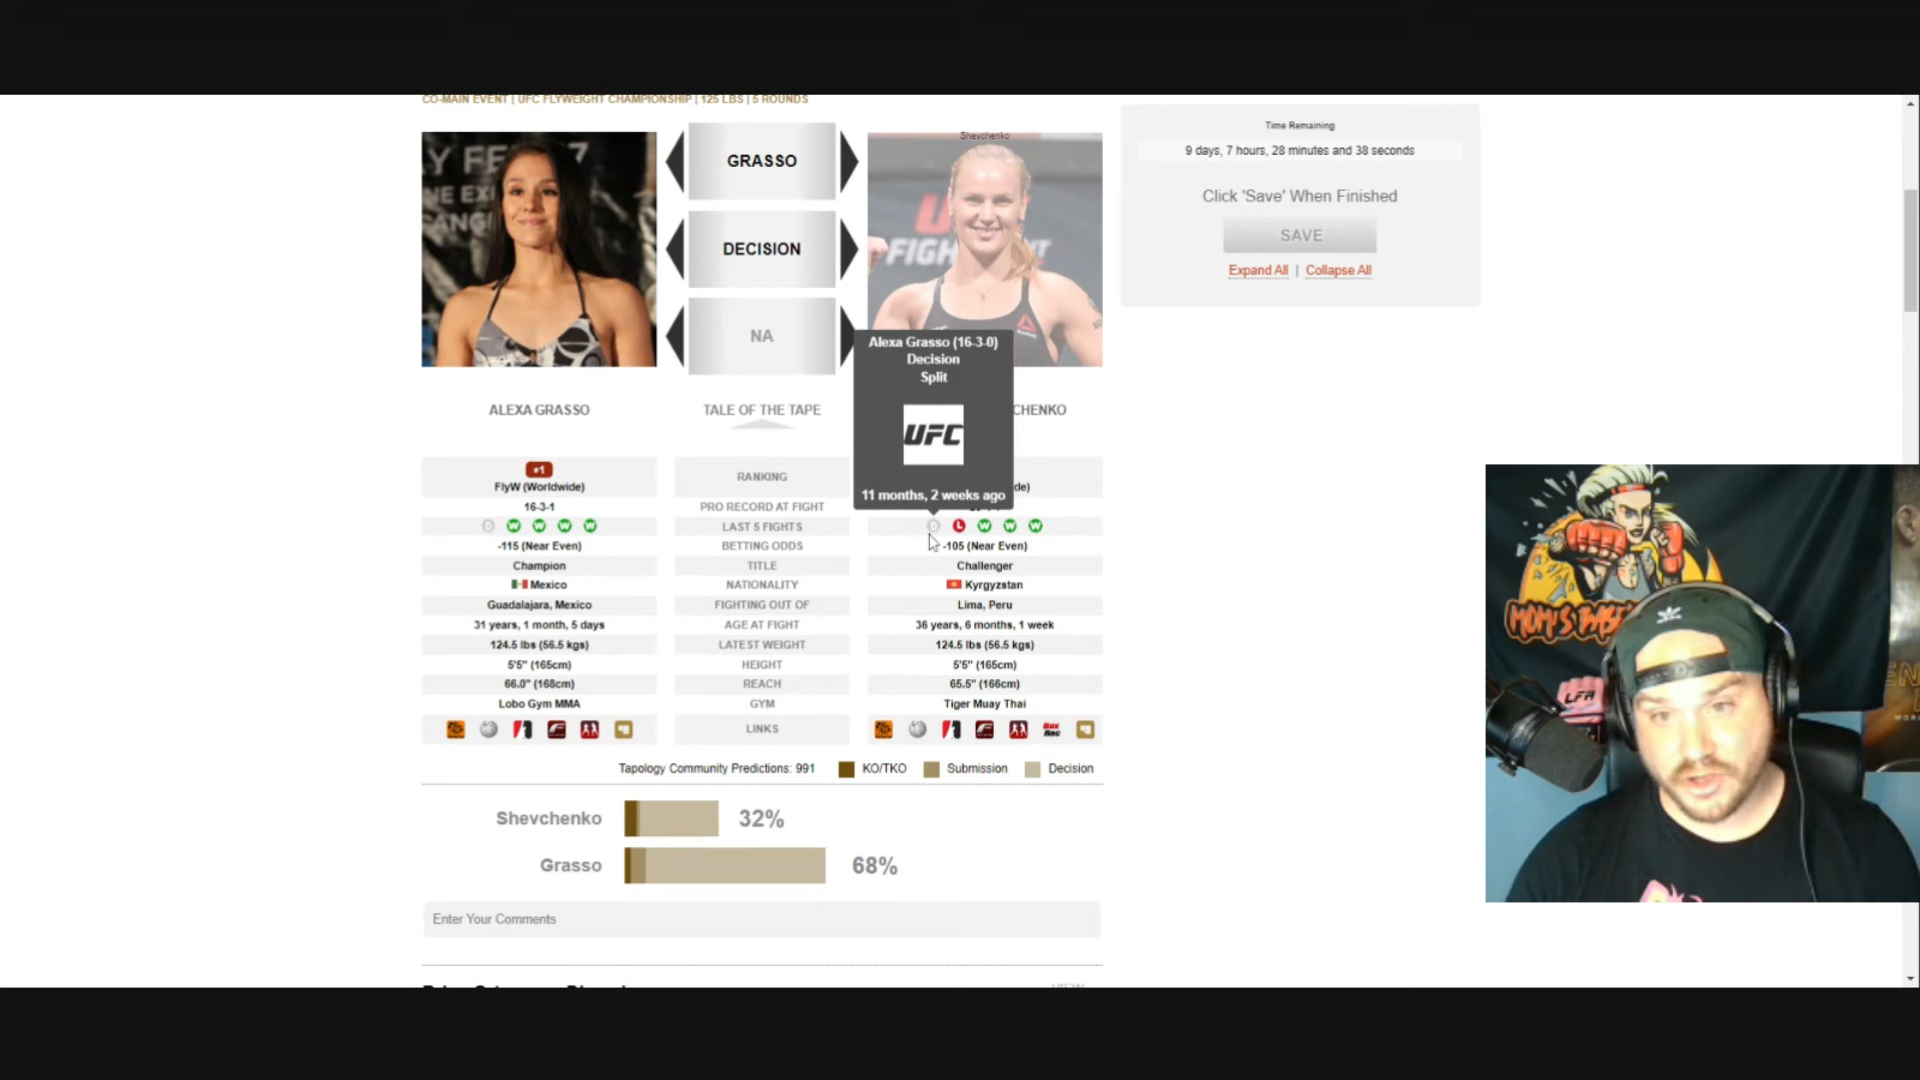 CO-MAIN EVENT | UFC FLYWEIGHT CHAMPIONSHIP | 125 LBS | 5 ROUNDS
GRASSO
DECISION
NA
Shevchenko
Time Remaining
9 days, 7 hours, 28 minutes and 38 seconds
Click 'Save' When Finished
SAVE
Expand All | Collapse All
Alexa Grasso (16-3-0)
Decision
Split
UFC
11 months, 2 weeks ago
ALEXA GRASSO TALE OF THE TAPE CHENKO
#1
FlyW (Worldwide) RANKING de)
16-3-1 PRO RECORD AT FIGHT
D W W W W LAST 5 FIGHTS D L W W W
-115 (Near Even) BETTING ODDS -105 (Near Even)
Champion TITLE Challenger
Mexico NATIONALITY Kyrgyzstan
Guadalajara, Mexico FIGHTING OUT OF Lima, Peru
31 years, 1 month, 5 days AGE AT FIGHT 36 years, 6 months, 1 week
124.5 lbs (56.5 kgs) LATEST WEIGHT 124.5 lbs (56.5 kgs)
5'5" (165cm) HEIGHT 5'5" (165cm)
66.0" (168cm) REACH 65.5" (166cm)
Lobo Gym MMA GYM Tiger Muay Thai
LINKS
Tapology Community Predictions: 991 KO/TKO Submission Decision
Shevchenko 32%
Grasso 68%
Enter Your Comments
VIEW
MOM'S
LFA